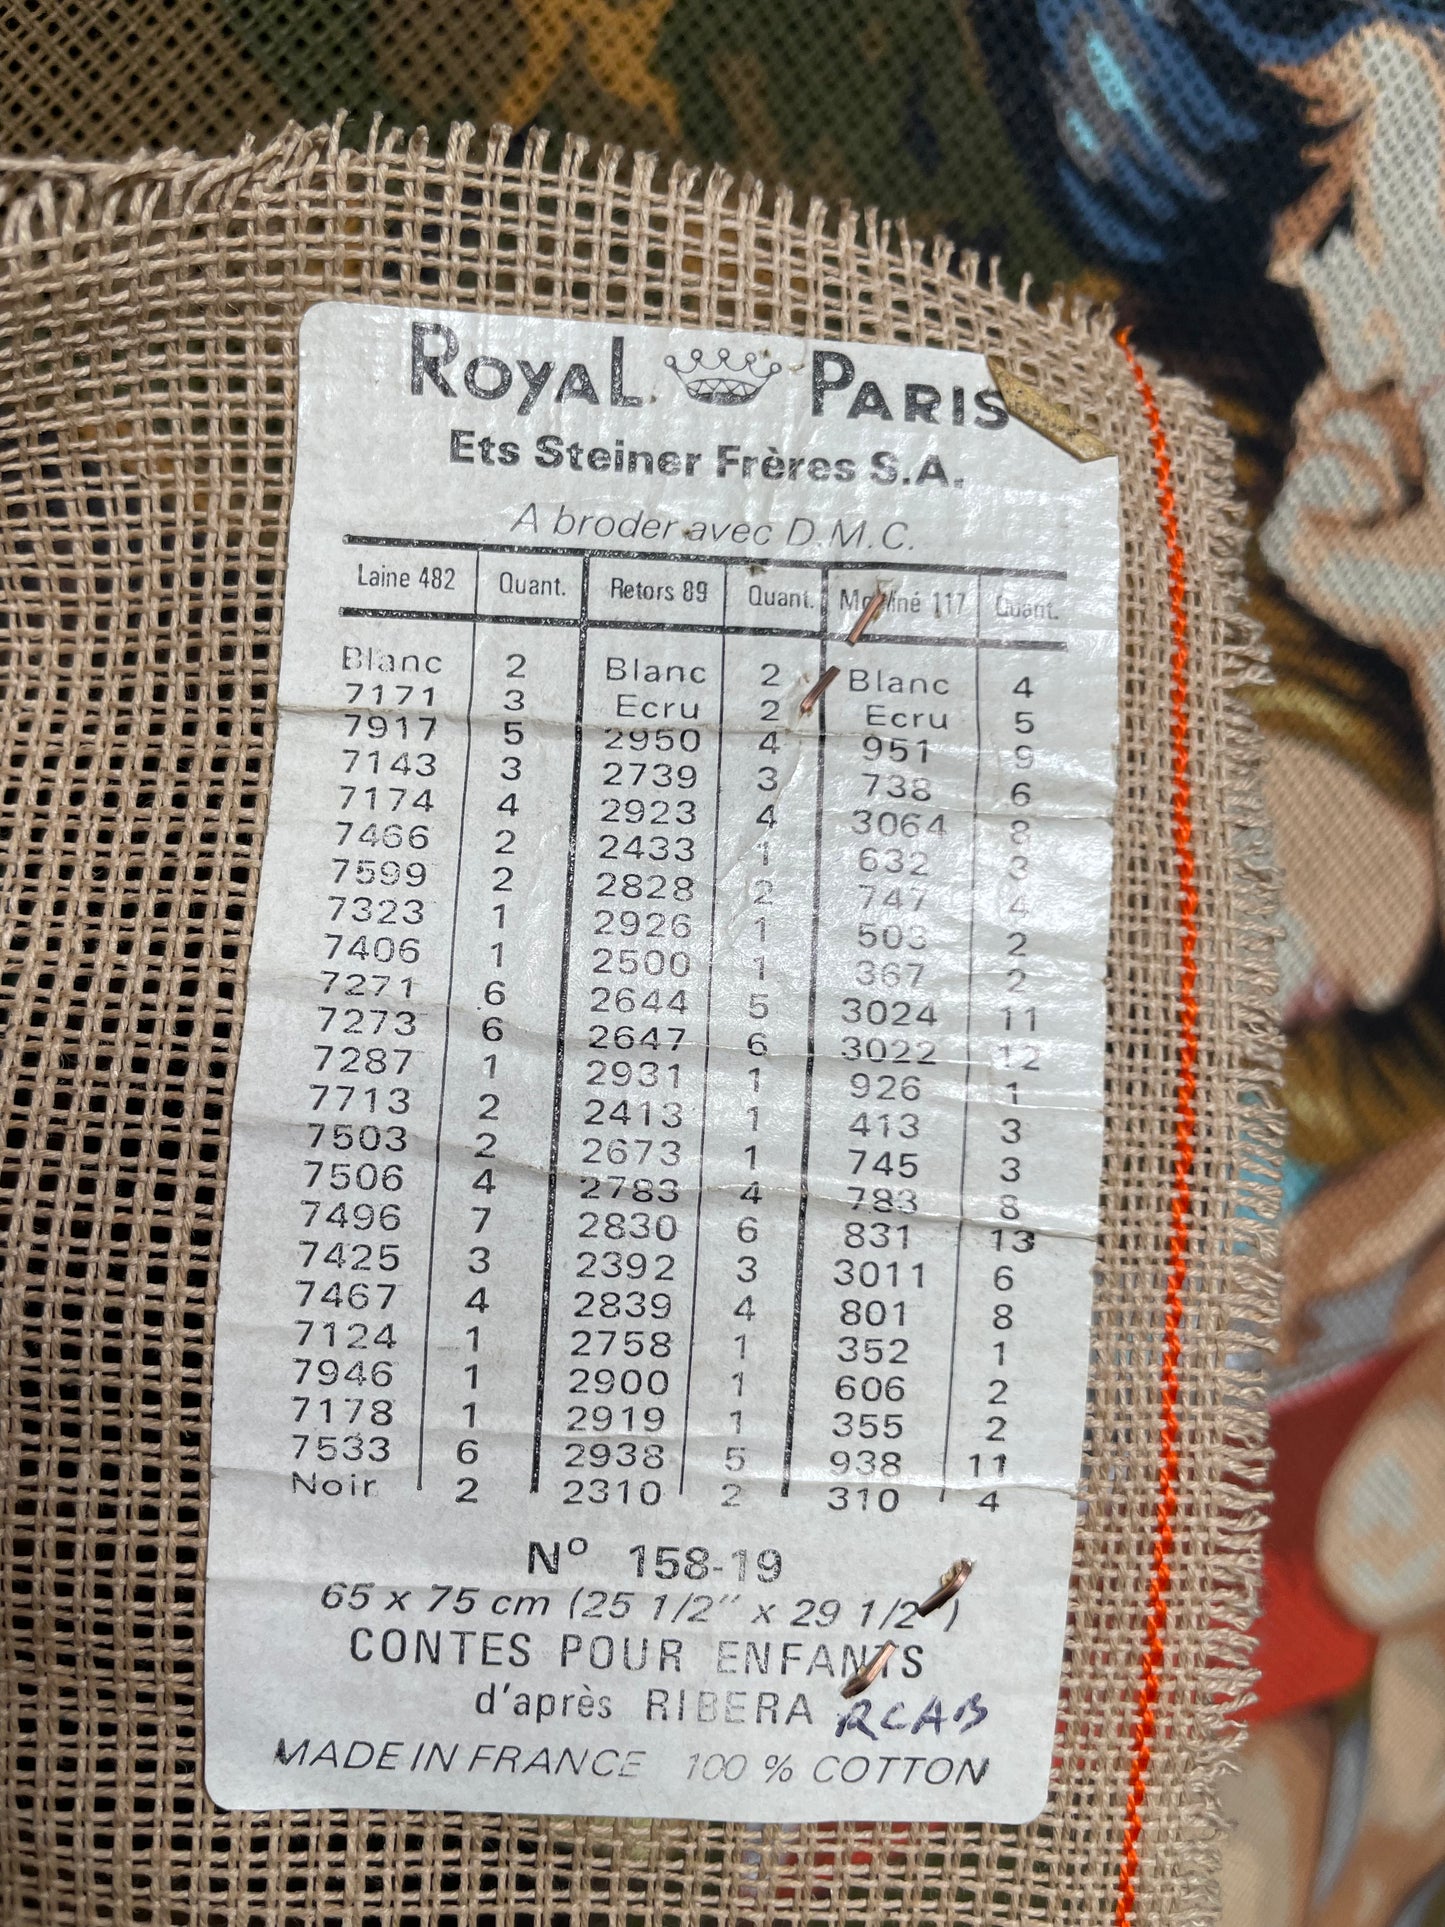 ROYAL PARIS
Ets Steiner Frères S.A.
A broder avec D.M.C.
Laine 482 Quant. Retors 89 Quant. Mouliné 117 Quant.
Blanc 2 Blanc 2 Blanc 4
7171 3 Ecru 2 Ecru 5
7917 5 2950 4 951 9
7143 3 2739 3 738 6
7174 4 2923 4 3064 8
7466 2 2433 1 632 3
7599 2 2828 2 747 4
7323 1 2926 1 503 2
7406 1 2500 1 367 2
7271 6 2644 5 3024 11
7273 6 2647 6 3022 12
7287 1 2931 1 926 1
7713 2 2413 1 413 3
7503 2 2673 1 745 3
7506 4 2783 4 783 8
7496 7 2830 6 831 13
7425 3 2392 3 3011 6
7467 4 2839 4 801 8
7124 1 2758 1 352 1
7946 1 2900 1 606 2
7178 1 2919 1 355 2
7533 6 2938 5 938 11
Noir 2 2310 2 310 4
Nº 158-19
65 x 75 cm (25 1/2" x 29 1/2")
CONTES POUR ENFANTS
d'après RIBERA RCAB
MADE IN FRANCE 100 % COTTON